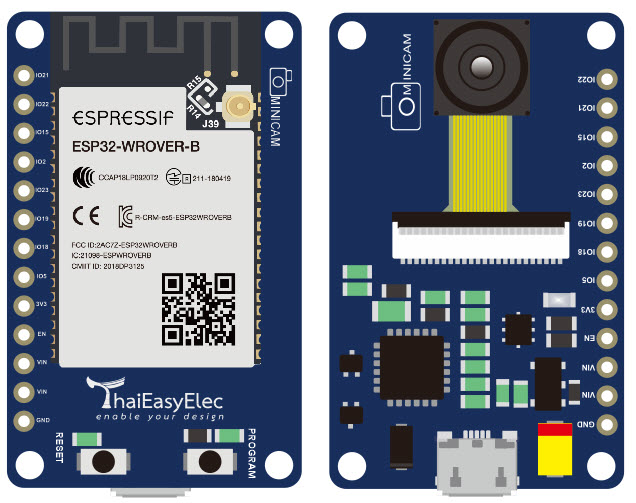 IO21
IO22
IO15
IO2
IO23
IO19
IO18
IO5
3V3
EN
VIN
VIN
GND
R15
R14
J39
MINICAM
ESPRESSIF
ESP32-WROVER-B
CCAP18LP0920T2
R 211-180419
CE
R-CRM-es5-ESP32WROVERB
FCC ID:2AC7Z-ESP32WROVERB
IC:21098-ESPWROVERB
CMIIT ID: 2018DP3125
ThaiEasyElec
enable your design
RESET
PROGRAM
MINICAM
IO22
IO21
IO15
IO2
IO23
IO19
IO18
IO5
3V3
EN
VIN
VIN
GND